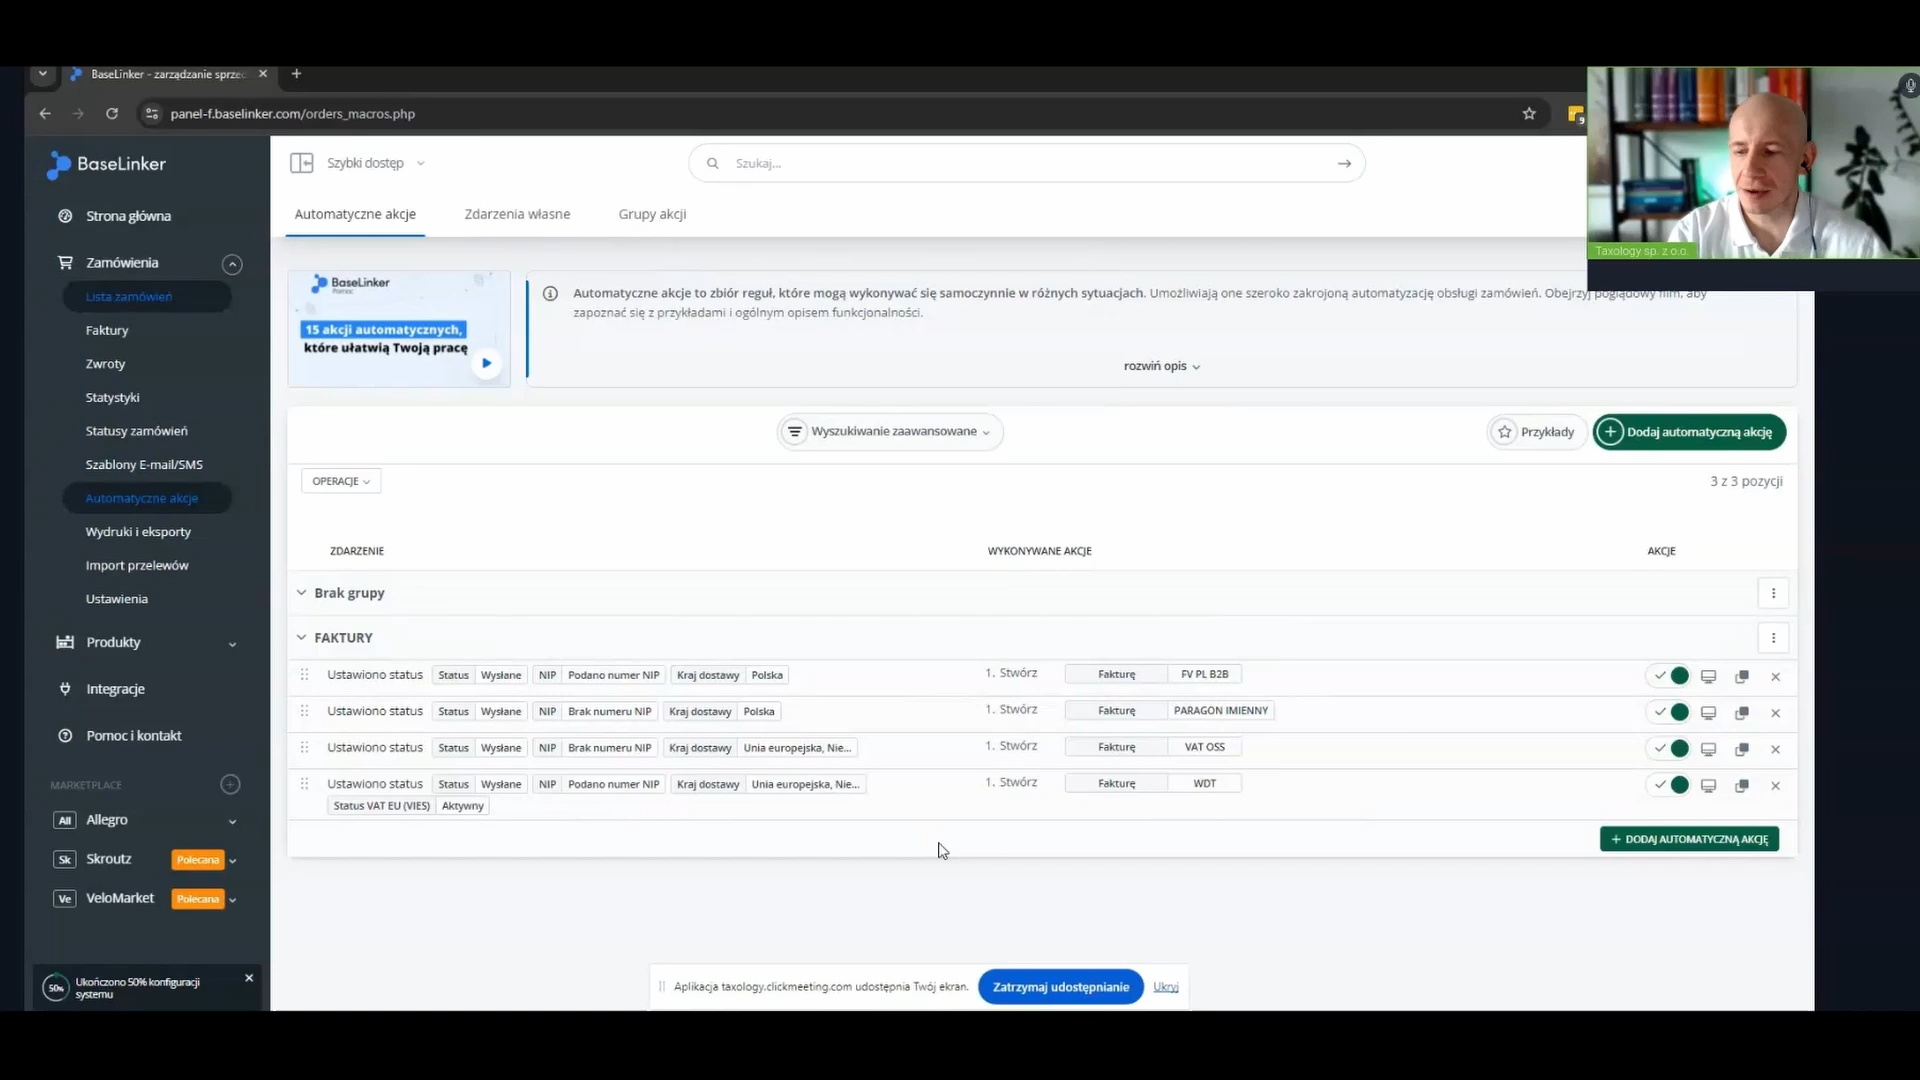 BaseLinker - zarządzanie sprze
panel-f.baselinker.com/orders_macros.php
9
BaseLinker
Szybki dostęp
Szukaj...
Taxology sp. z o.o.
Automatyczne akcje
Zdarzenia własne
Grupy akcji
Strona główna
Zamówienia
Lista zamówień
Faktury
Zwroty
Statystyki
Statusy zamówień
Szablony E-mail/SMS
Automatyczne akcje
Wydruki i eksporty
Import przelewów
Ustawienia
Produkty
Integracje
Pomoc i kontakt
MARKETPLACE
All Allegro
Sk Skroutz Polecana
Ve VeloMarket Polecana
50% Ukończono 50% konfiguracji
systemu
BaseLinker
Pomoc
15 akcji automatycznych,
które ułatwią Twoją pracę
Automatyczne akcje to zbiór reguł, które mogą wykonywać się samoczynnie w różnych sytuacjach. Umożliwiają one szeroko zakrojoną automatyzację obsługi zamówień. Obejrzyj poglądowy film, aby
zapoznać się z przykładami i ogólnym opisem funkcjonalności.
rozwiń opis
Wyszukiwanie zaawansowane
Przykłady
Dodaj automatyczną akcję
OPERACJE
3 z 3 pozycji
ZDARZENIE WYKONYWANE AKCJE AKCJE
Brak grupy
FAKTURY
Ustawiono status Status Wysłane NIP Podano numer NIP Kraj dostawy Polska 1. Stwórz Fakturę FV PL B2B
Ustawiono status Status Wysłane NIP Brak numeru NIP Kraj dostawy Polska 1. Stwórz Fakturę PARAGON IMIENNY
Ustawiono status Status Wysłane NIP Brak numeru NIP Kraj dostawy Unia europejska, Nie... 1. Stwórz Fakturę VAT OSS
Ustawiono status Status Wysłane NIP Podano numer NIP Kraj dostawy Unia europejska, Nie... 1. Stwórz Fakturę WDT
Status VAT EU (VIES) Aktywny
DODAJ AUTOMATYCZNĄ AKCJĘ
Aplikacja taxology.clickmeeting.com udostępnia Twój ekran. Zatrzymaj udostępnianie Ukryj